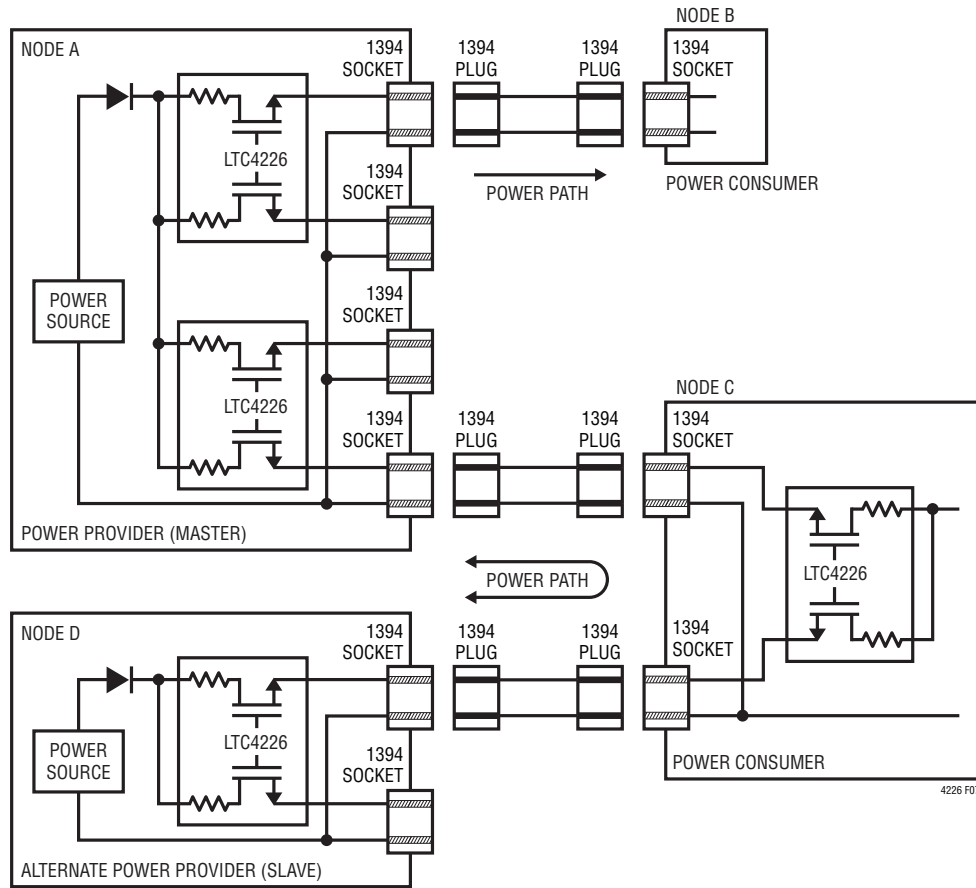 NODE A
1394
SOCKET
1394
PLUG
1394
PLUG
NODE B
1394
SOCKET
LTC4226
POWER CONSUMER
POWER PATH
1394
SOCKET
POWER
SOURCE
1394
SOCKET
LTC4226
1394
SOCKET
1394
PLUG
1394
PLUG
NODE C
1394
SOCKET
POWER PROVIDER (MASTER)
LTC4226
POWER PATH
NODE D
1394
SOCKET
1394
PLUG
1394
PLUG
1394
SOCKET
LTC4226
POWER
SOURCE
1394
SOCKET
POWER CONSUMER
4226 F07
ALTERNATE POWER PROVIDER (SLAVE)